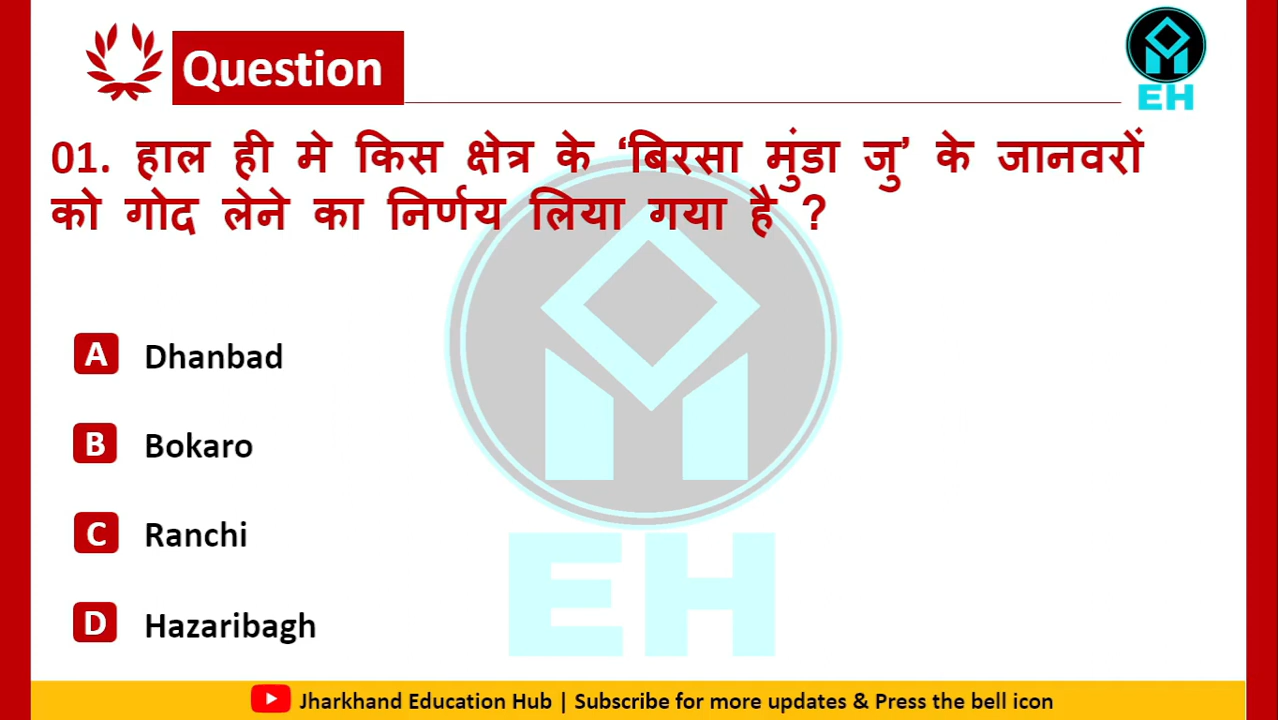 Question
EH
01. हाल ही मे किस क्षेत्र के ‘बिरसा मुंडा जु’ के जानवरों
को गोद लेने का निर्णय लिया गया है ?
A Dhanbad
B Bokaro
C Ranchi
D Hazaribagh
EH
Jharkhand Education Hub | Subscribe for more updates & Press the bell icon